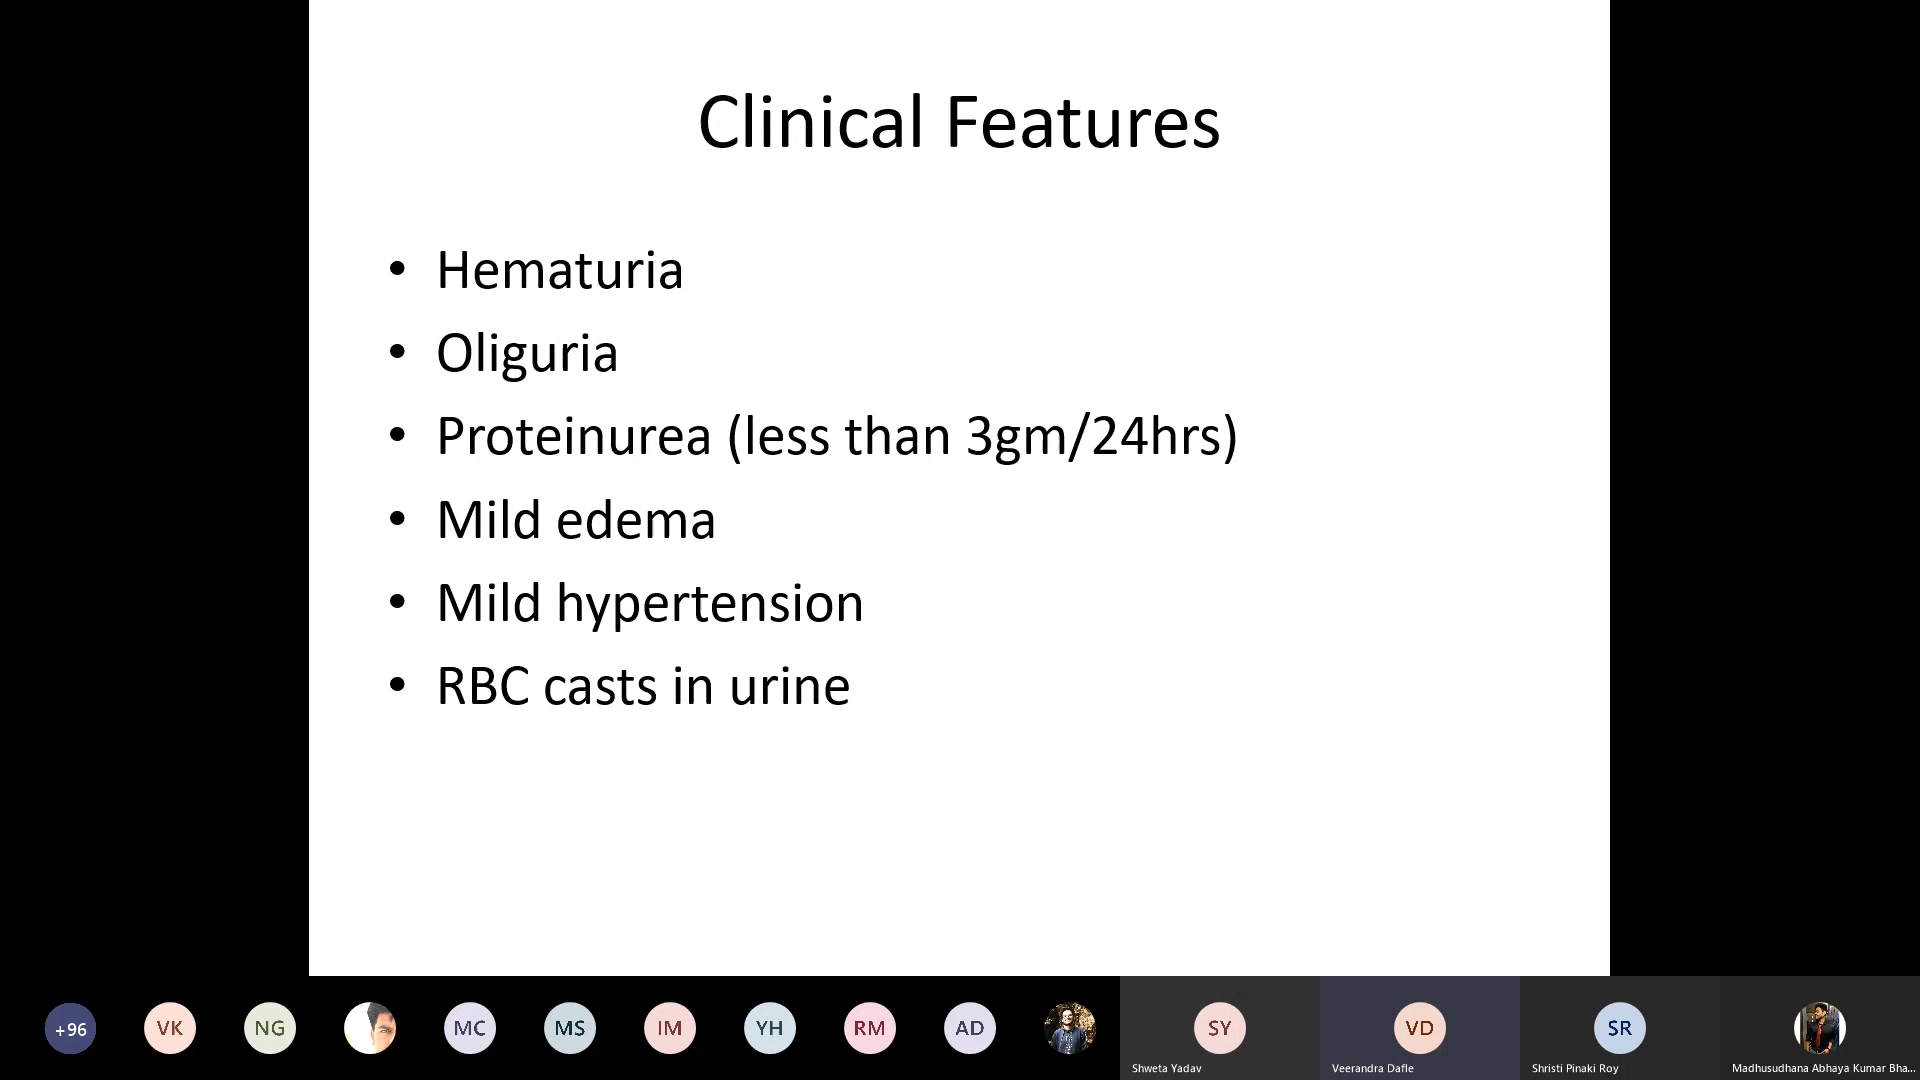 Clinical Features
• Hematuria
• Oliguria
• Proteinurea (less than 3gm/24hrs)
• Mild edema
• Mild hypertension
• RBC casts in urine
+96
VK
NG
MC
MS
IM
YH
RM
AD
SY
VD
SR
Shweta Yadav
Veerandra Dafle
Shristi Pinaki Roy
Madhusudhana Abhaya Kumar Bha...